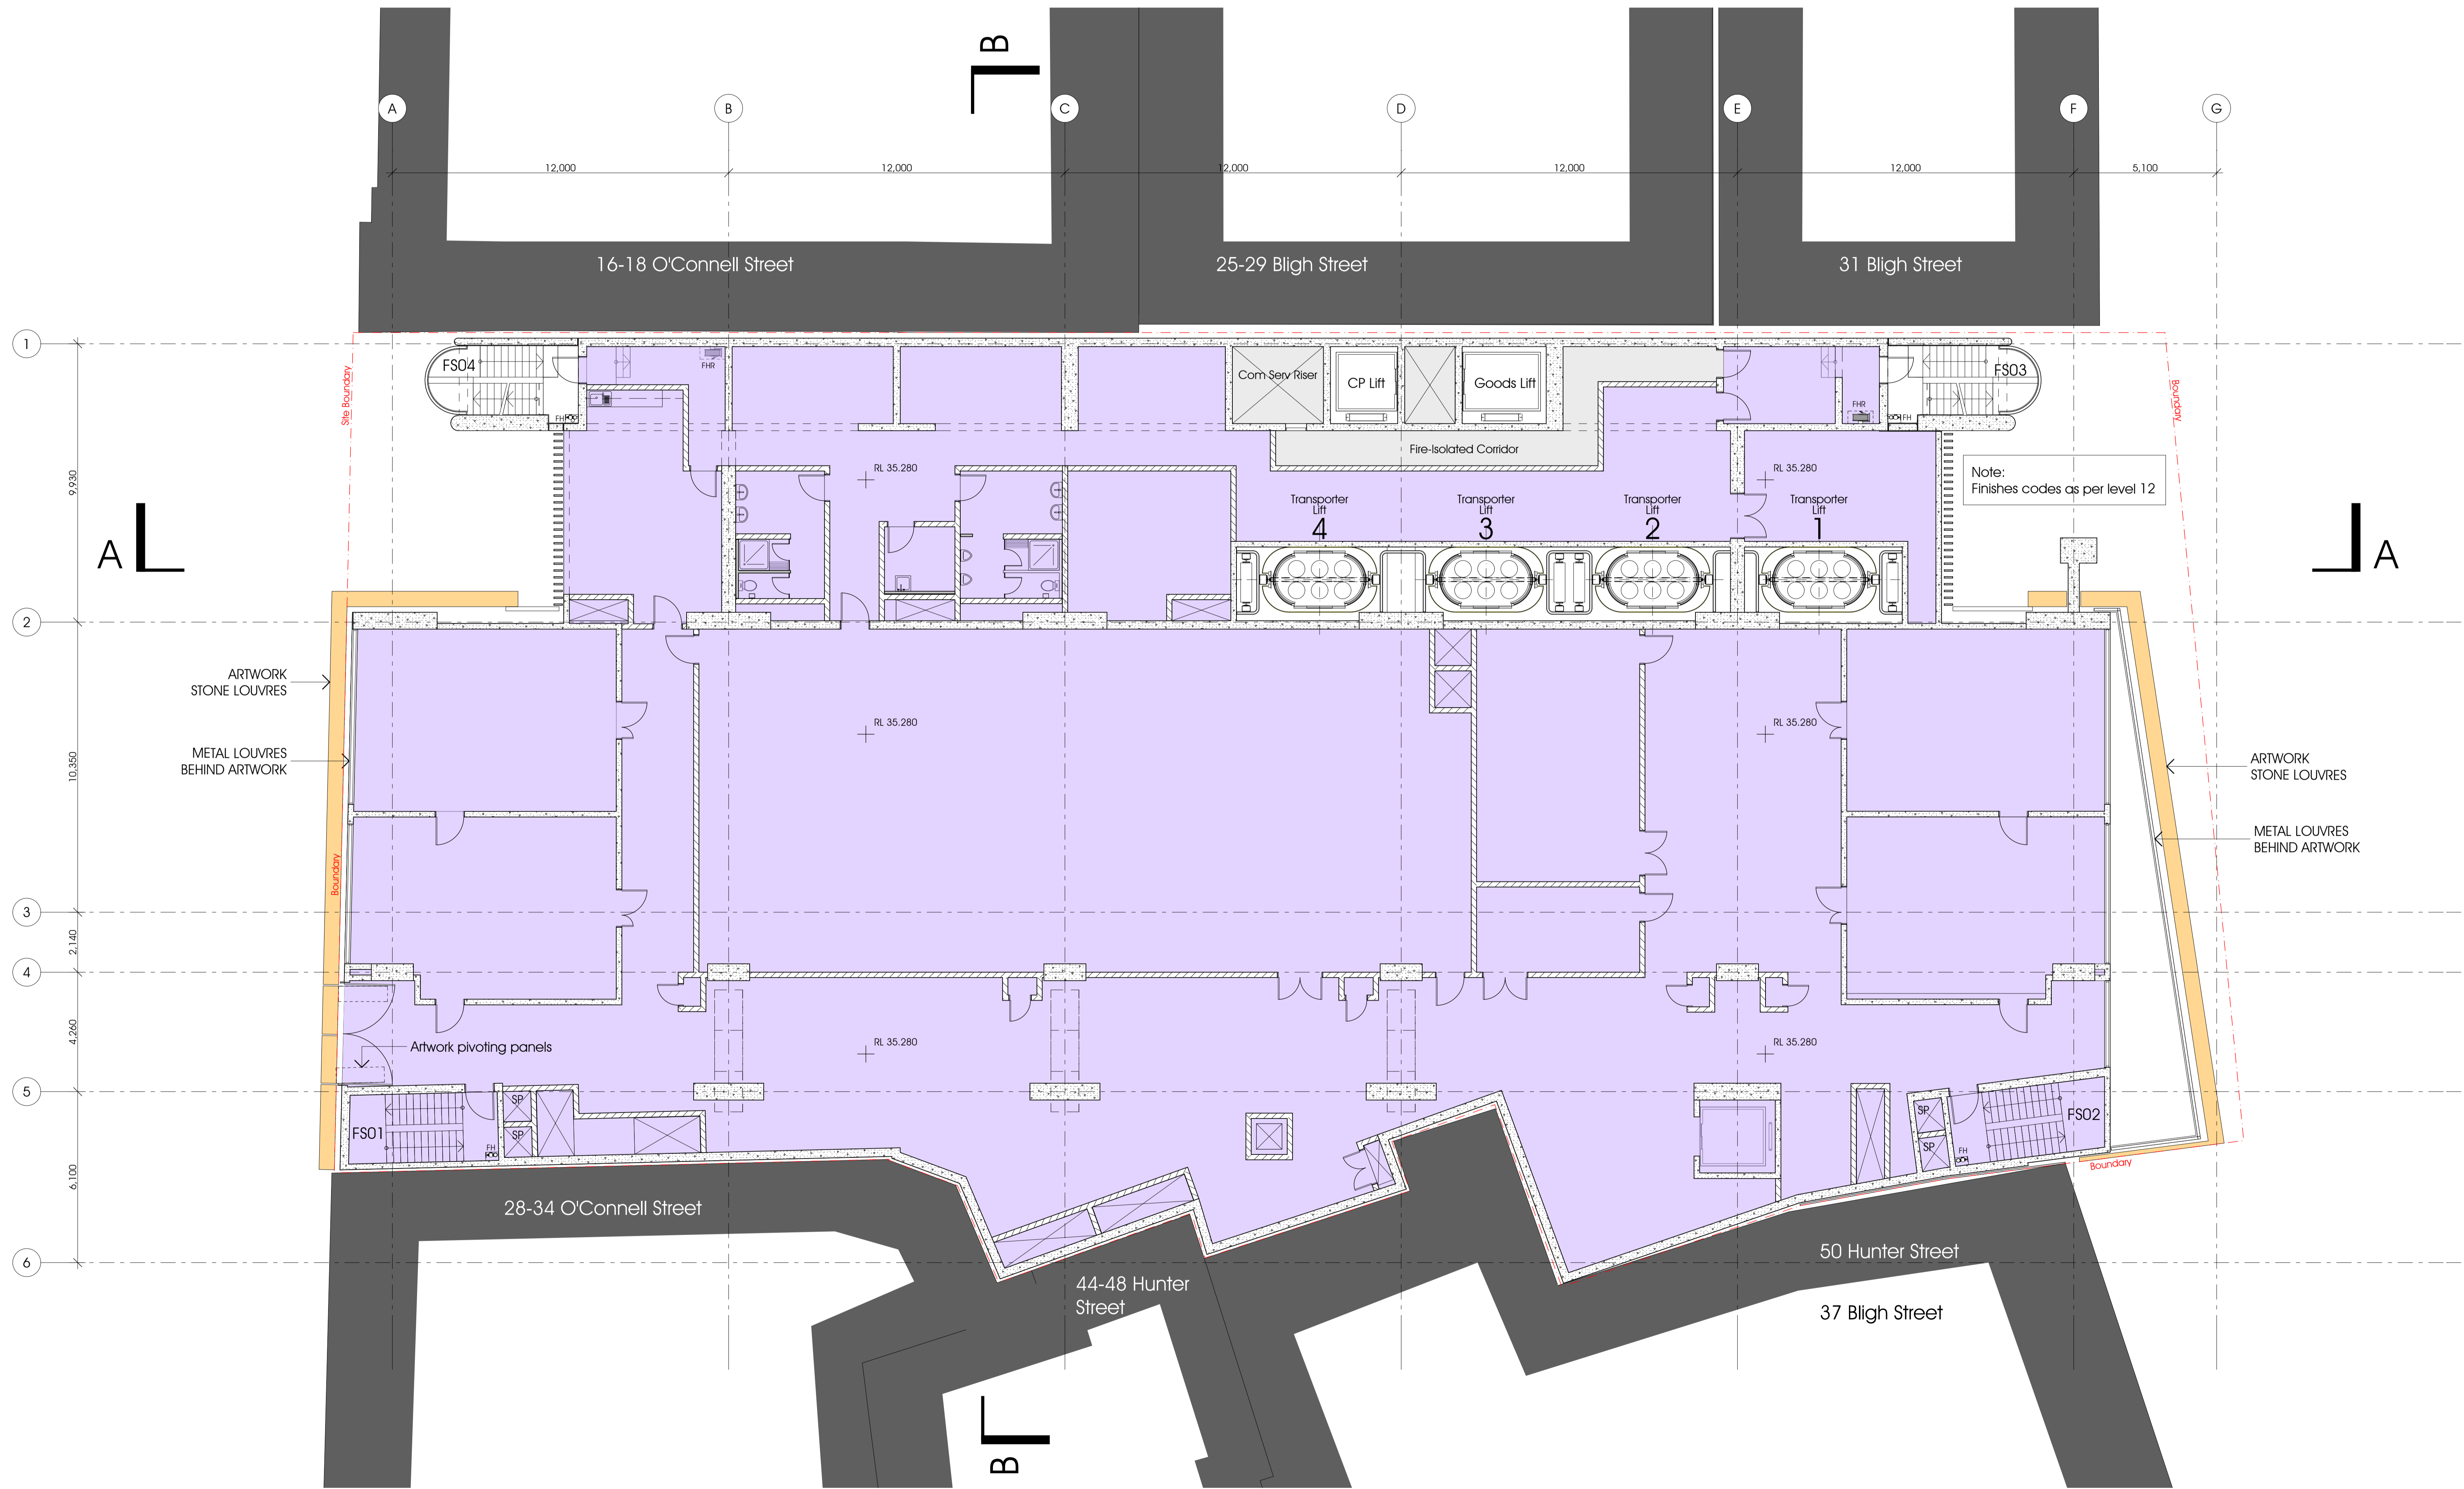 B
A
B
C
D
E
F
G
12,000
12,000
12,000
12,000
12,000
5,100
16-18 O'Connell Street
25-29 Bligh Street
31 Bligh Street
1
Site Boundary
FS04
FH
FHR
Com Serv Riser
CP Lift
Goods Lift
Fire-Isolated Corridor
FHR
FH
FS03
Boundary
9,930
RL 35.280
RL 35.280
Note:
Finishes codes as per level 12
Transporter
Lift
4
Transporter
Lift
3
Transporter
Lift
2
Transporter
Lift
1
A
A
2
ARTWORK
STONE LOUVRES
METAL LOUVRES
BEHIND ARTWORK
10,350
RL 35.280
RL 35.280
ARTWORK
STONE LOUVRES
METAL LOUVRES
BEHIND ARTWORK
Boundary
3
2,140
4
4,260
Artwork pivoting panels
RL 35.280
RL 35.280
5
FS01
FH
SP
SP
SP
SP
FH
FS02
Boundary
6,100
28-34 O'Connell Street
6
44-48 Hunter
Street
50 Hunter Street
37 Bligh Street
B